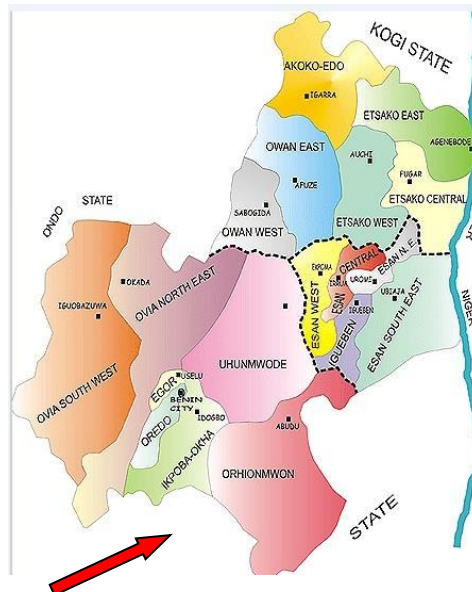 KOGI STATE
AKOKO-EDO
IGARRA
ETSAKO EAST
OWAN EAST
AUCHI
AGENEBODE
FUGAR
AFUZE
ETSAKO CENTRAL
SABOGIDA
STATE
ONDO
ETSAKO WEST
OWAN WEST
ESAN N. E.
CENTRAL
EKPOMA
OKADA
OVIA NORTH EAST
IRRUA
UROMI
UBIAJA
NIGER
IGUOBAZUWA
ESAN WEST
ESAN
IGUEBEN
IGUEBEN
ESAN SOUTH EAST
UHUNMWODE
OVIA SOUTH WEST
EGOR
USELU
BENIN
CITY
IDOGBO
OREDO
ABUDU
IKPOBA-OKHA
ORHIONMWON
STATE